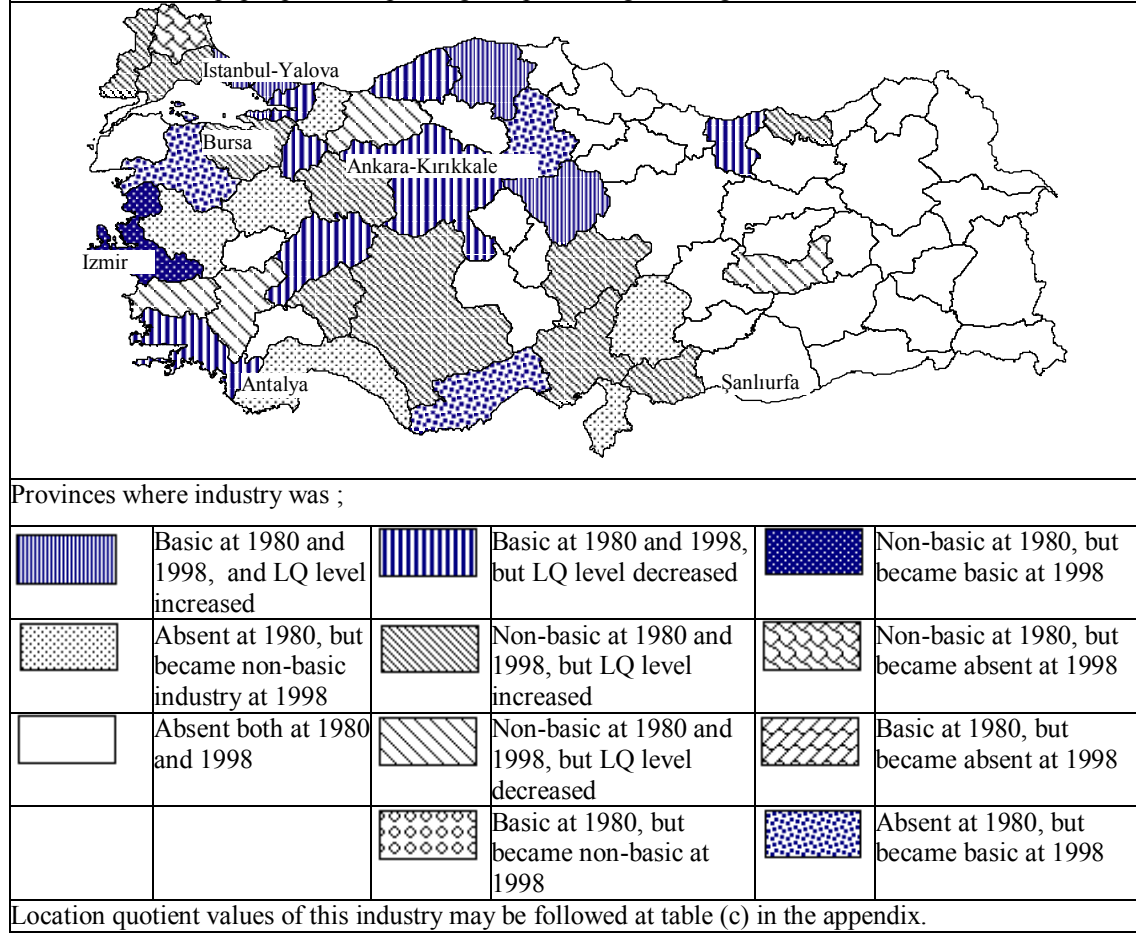 Istanbul-Yalova
Bursa
Ankara-Kırıkkale
Izmir
Antalya
Şanlıurfa
Provinces where industry was ;
Basic at 1980 and
1998, and LQ level
increased
Basic at 1980 and 1998,
but LQ level decreased
Non-basic at 1980, but
became basic at 1998
Absent at 1980, but
became non-basic
industry at 1998
Non-basic at 1980 and
1998, but LQ level
increased
Non-basic at 1980, but
became absent at 1998
Absent both at 1980
and 1998
Non-basic at 1980 and
1998, but LQ level
decreased
Basic at 1980, but
became absent at 1998
Basic at 1980, but
became non-basic at
1998
Absent at 1980, but
became basic at 1998
Location quotient values of this industry may be followed at table (c) in the appendix.